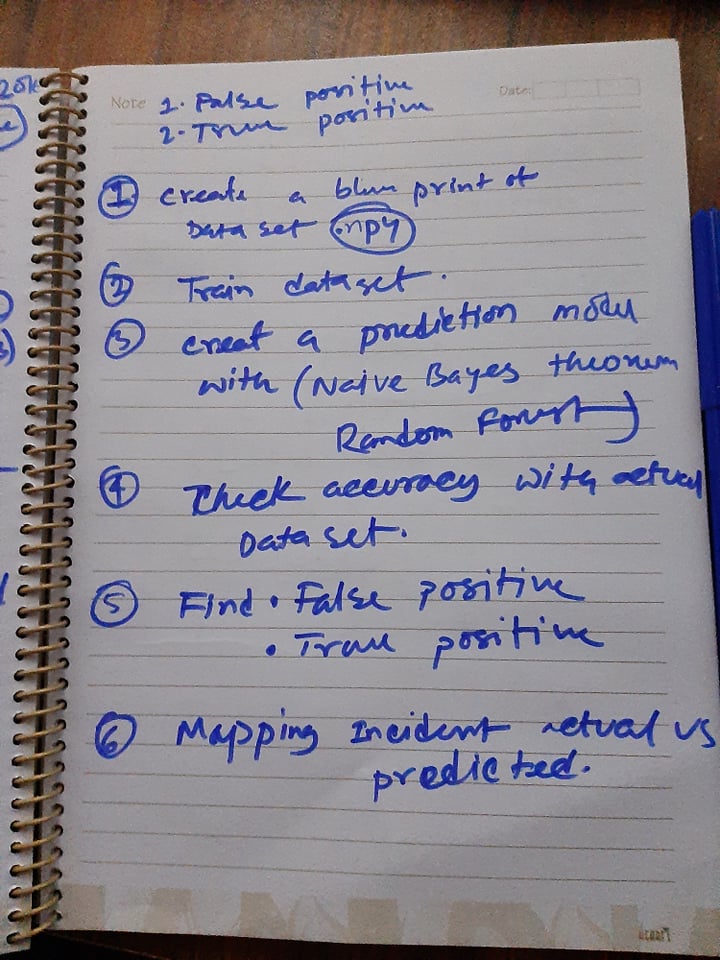 20k
Note 1. False positive
Date:
2. True positive
① create a blue print of
Data set .npy
② Train dataset.
③ creat a prediction model
with (Naive Bayes theorem
Random Forest)
④ Check accuracy with actual
Data set.
⑤ Find • False positive
• True positive
⑥ Mapping Incident actual vs
predicted.